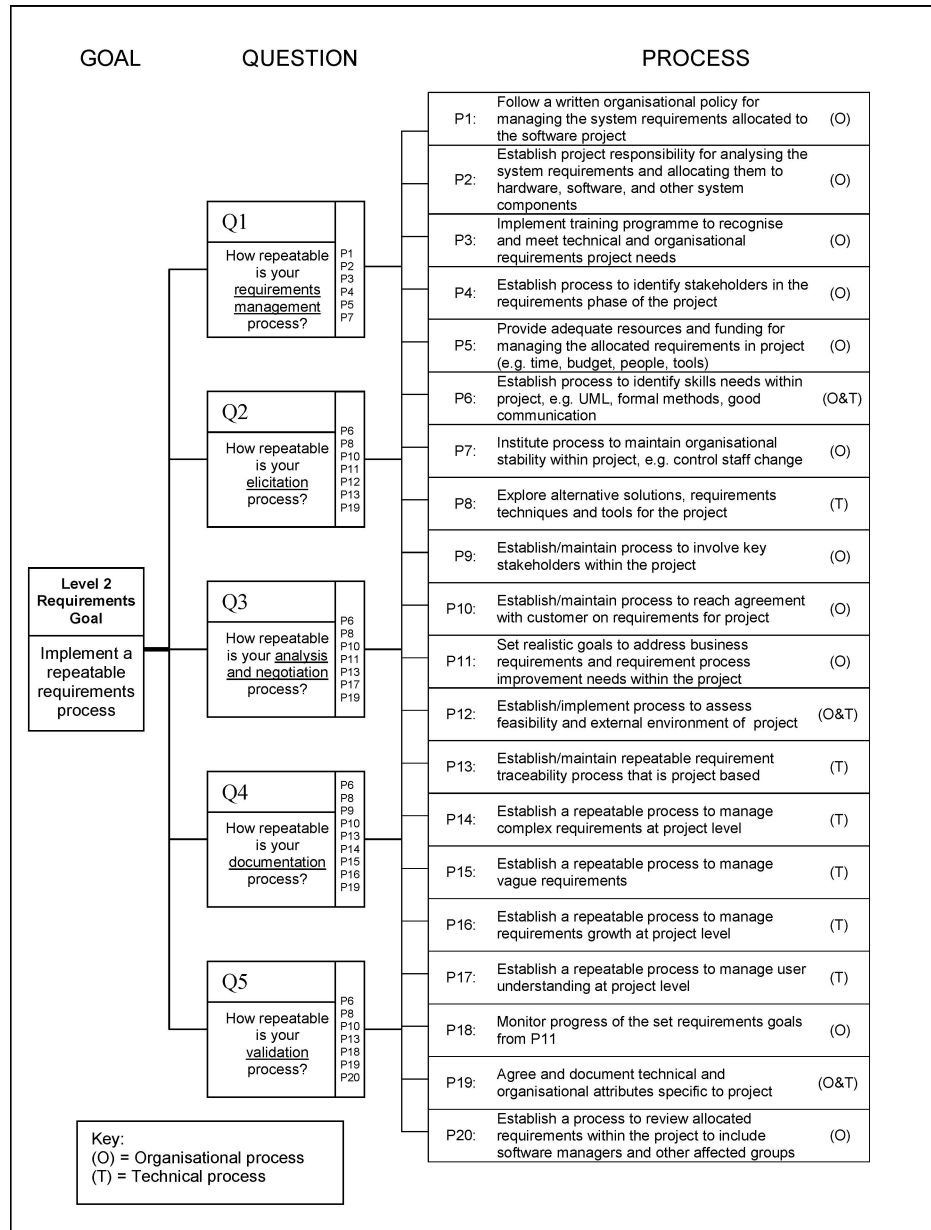 GOAL
QUESTION
PROCESS
Level 2
Requirements
Goal
Implement a
repeatable
requirements
process
Q1
How repeatable
is your
requirements
management
process?
P1
P2
P3
P4
P5
P7
Q2
How repeatable
is your
elicitation
process?
P6
P8
P10
P11
P12
P13
P19
Q3
How repeatable
is your analysis
and negotiation
process?
P6
P8
P10
P11
P13
P17
P19
Q4
How repeatable
is your
documentation
process?
P6
P8
P9
P10
P13
P14
P15
P16
P19
Q5
How repeatable
is your
validation
process?
P6
P8
P10
P13
P18
P19
P20
P1: Follow a written organisational policy for
managing the system requirements allocated to (O)
the software project
P2: Establish project responsibility for analysing the
system requirements and allocating them to
hardware, software, and other system (O)
components
P3: Implement training programme to recognise
and meet technical and organisational (O)
requirements project needs
P4: Establish process to identify stakeholders in the
requirements phase of the project (O)
P5: Provide adequate resources and funding for
managing the allocated requirements in project (O)
(e.g. time, budget, people, tools)
P6: Establish process to identify skills needs within
project, e.g. UML, formal methods, good (O&T)
communication
P7: Institute process to maintain organisational
stability within project, e.g. control staff change (O)
P8: Explore alternative solutions, requirements
techniques and tools for the project (T)
P9: Establish/maintain process to involve key
stakeholders within the project (O)
P10: Establish/maintain process to reach agreement
with customer on requirements for project (O)
P11: Set realistic goals to address business
requirements and requirement process (O)
improvement needs within the project
P12: Establish/implement process to assess
feasibility and external environment of project (O&T)
P13: Establish/maintain repeatable requirement
traceability process that is project based (T)
P14: Establish a repeatable process to manage
complex requirements at project level (T)
P15: Establish a repeatable process to manage
vague requirements (T)
P16: Establish a repeatable process to manage
requirements growth at project level (T)
P17: Establish a repeatable process to manage user
understanding at project level (T)
P18: Monitor progress of the set requirements goals
from P11 (O)
P19: Agree and document technical and
organisational attributes specific to project (O&T)
P20: Establish a process to review allocated
requirements within the project to include (O)
software managers and other affected groups
Key:
(O) = Organisational process
(T) = Technical process